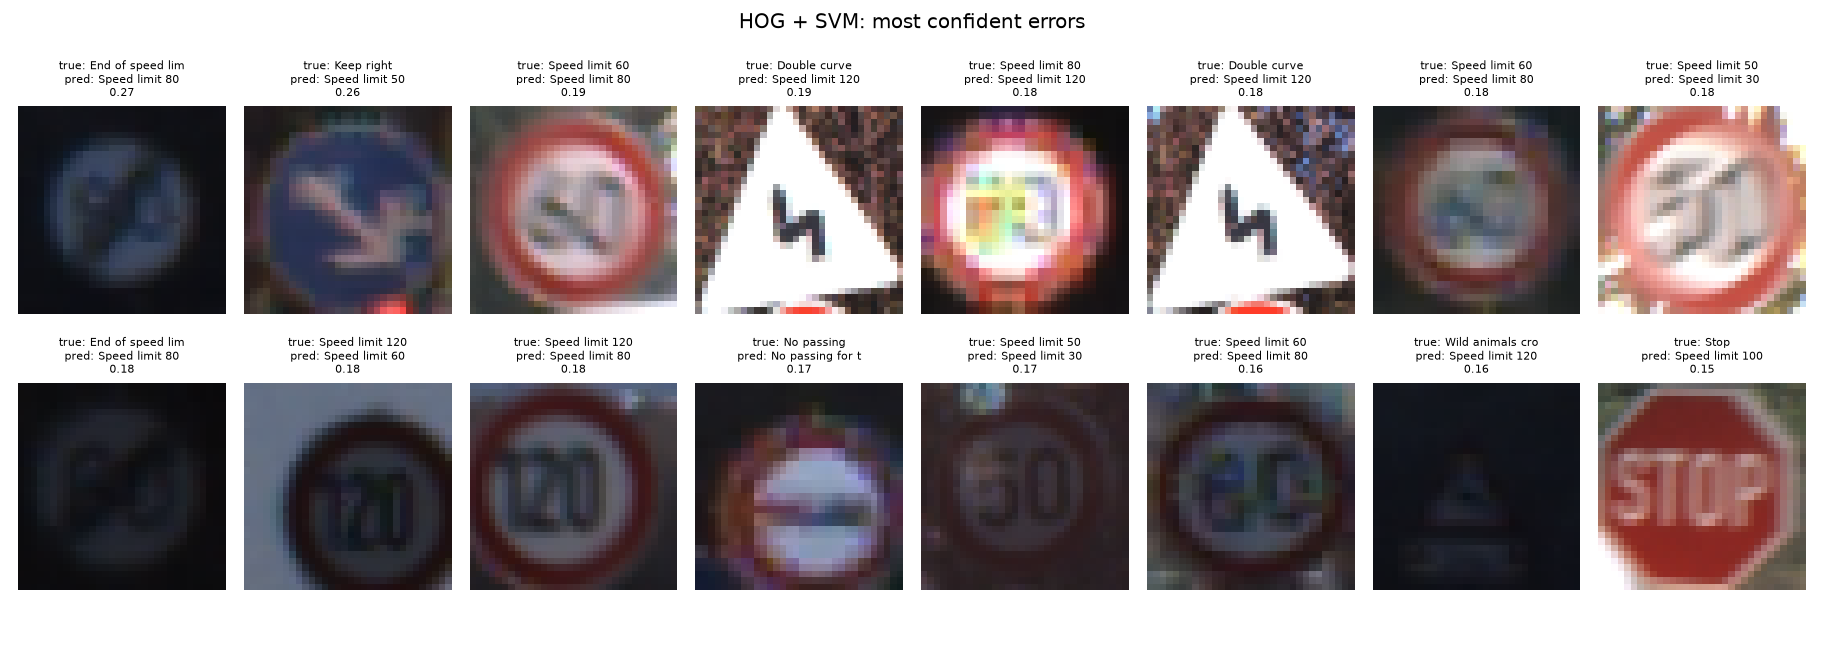 HOG + SVM: most confident errors
true: End of speed lim
pred: Speed limit 80
0.27
true: Keep right
pred: Speed limit 50
0.26
true: Speed limit 60
pred: Speed limit 80
0.19
true: Double curve
pred: Speed limit 120
0.19
true: Speed limit 80
pred: Speed limit 120
0.18
true: Double curve
pred: Speed limit 120
0.18
true: Speed limit 60
pred: Speed limit 80
0.18
true: Speed limit 50
pred: Speed limit 30
0.18
true: End of speed lim
pred: Speed limit 80
0.18
true: Speed limit 120
pred: Speed limit 60
0.18
120
true: Speed limit 120
pred: Speed limit 80
0.18
120
true: No passing
pred: No passing for t
0.17
true: Speed limit 50
pred: Speed limit 30
0.17
50
true: Speed limit 60
pred: Speed limit 80
0.16
60
true: Wild animals cro
pred: Speed limit 120
0.16
true: Stop
pred: Speed limit 100
0.15
STOP